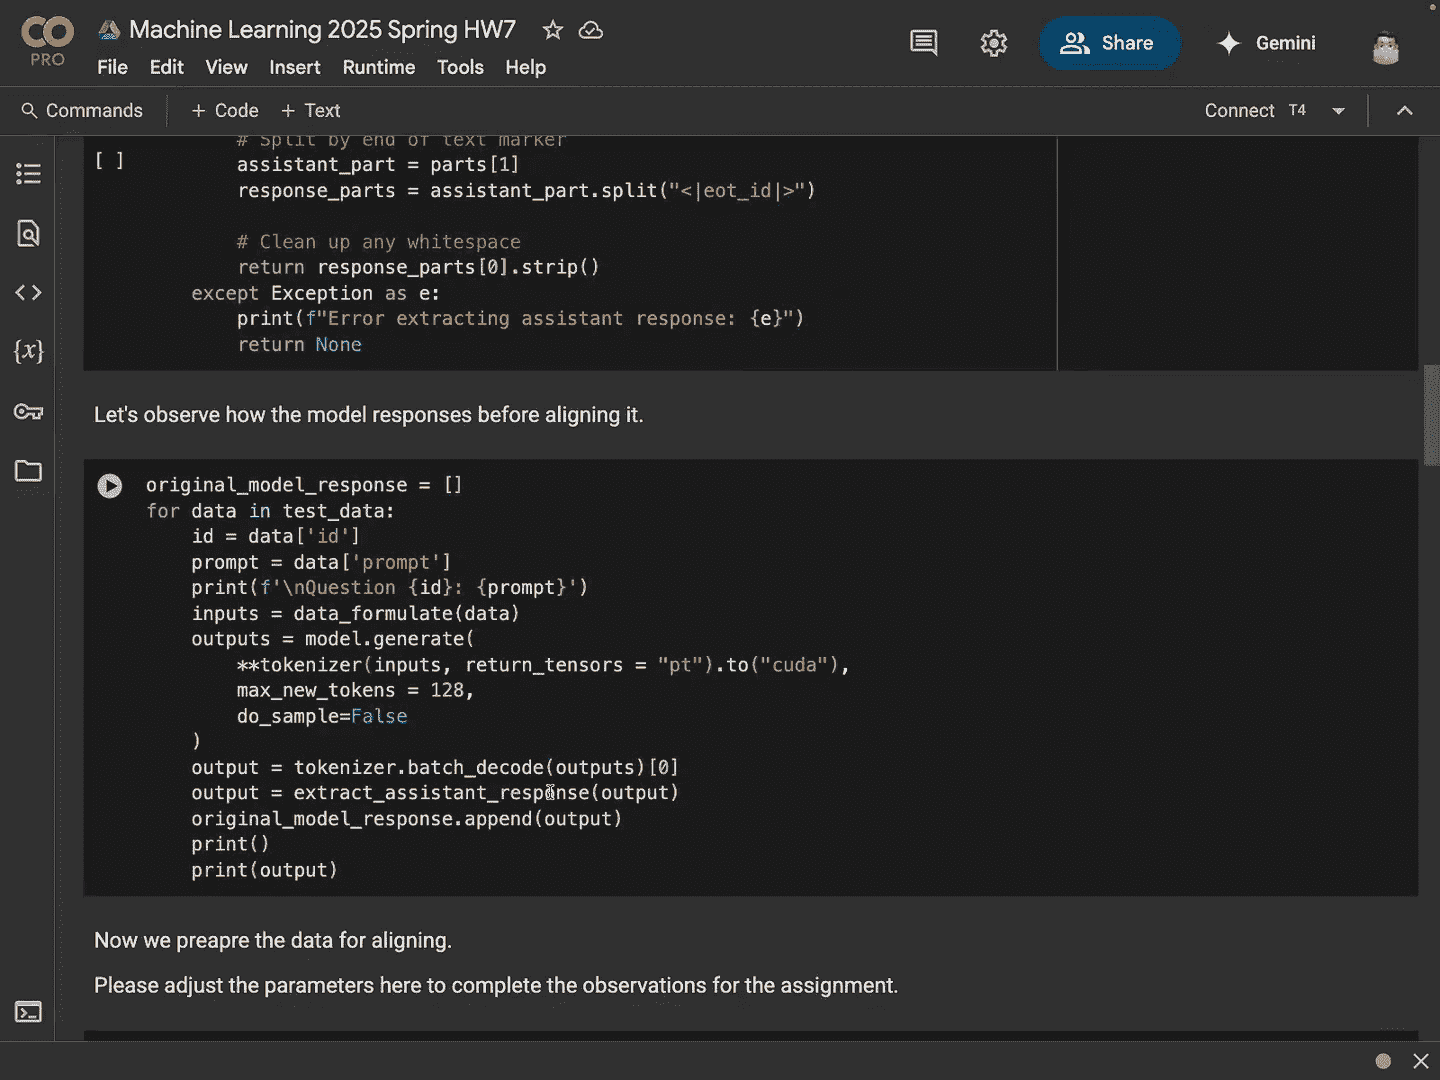 Machine Learning 2025 Spring HW7
PRO
File Edit View Insert Runtime Tools Help
Share
Gemini
Commands
+ Code + Text
Connect T4
# Split by end of text marker
[ ]
assistant_part = parts[1]
response_parts = assistant_part.split("<|eot_id|>")
# Clean up any whitespace
return response_parts[0].strip()
except Exception as e:
print(f"Error extracting assistant response: {e}")
return None
Let's observe how the model responses before aligning it.
original_model_response = []
for data in test_data:
id = data['id']
prompt = data['prompt']
print(f'\nQuestion {id}: {prompt}')
inputs = data_formulate(data)
outputs = model.generate(
**tokenizer(inputs, return_tensors = "pt").to("cuda"),
max_new_tokens = 128,
do_sample=False
)
output = tokenizer.batch_decode(outputs)[0]
output = extract_assistant_response(output)
original_model_response.append(output)
print()
print(output)
Now we preapre the data for aligning.
Please adjust the parameters here to complete the observations for the assignment.